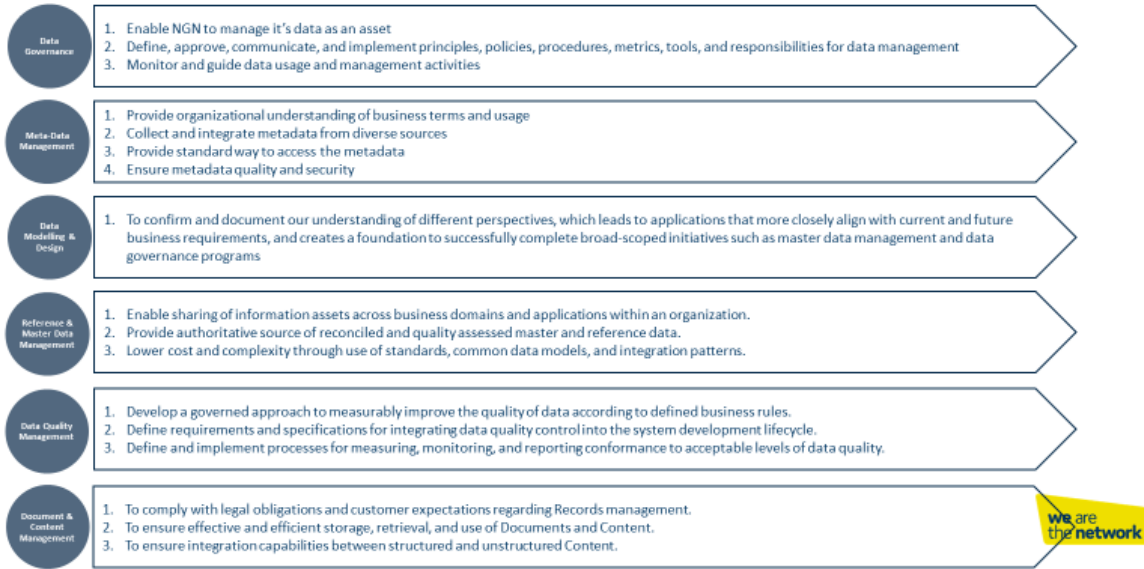 Data
Governance
1. Enable NGN to manage it's data as an asset
2. Define, approve, communicate, and implement principles, policies, procedures, metrics, tools, and responsibilities for data management
3. Monitor and guide data usage and management activities
Meta-Data
Management
1. Provide organizational understanding of business terms and usage
2. Collect and integrate metadata from diverse sources
3. Provide standard way to access the metadata
4. Ensure metadata quality and security
Data
Modelling &
Design
1. To confirm and document our understanding of different perspectives, which leads to applications that more closely align with current and future
business requirements, and creates a foundation to successfully complete broad-scoped initiatives such as master data management and data
governance programs
Reference &
Master Data
Management
1. Enable sharing of information assets across business domains and applications within an organization.
2. Provide authoritative source of reconciled and quality assessed master and reference data.
3. Lower cost and complexity through use of standards, common data models, and integration patterns.
Data Quality
Management
1. Develop a governed approach to measurably improve the quality of data according to defined business rules.
2. Define requirements and specifications for integrating data quality control into the system development lifecycle.
3. Define and implement processes for measuring, monitoring, and reporting conformance to acceptable levels of data quality.
Document &
Content
Management
1. To comply with legal obligations and customer expectations regarding Records management.
2. To ensure effective and efficient storage, retrieval, and use of Documents and Content.
3. To ensure integration capabilities between structured and unstructured Content.
we are
the network